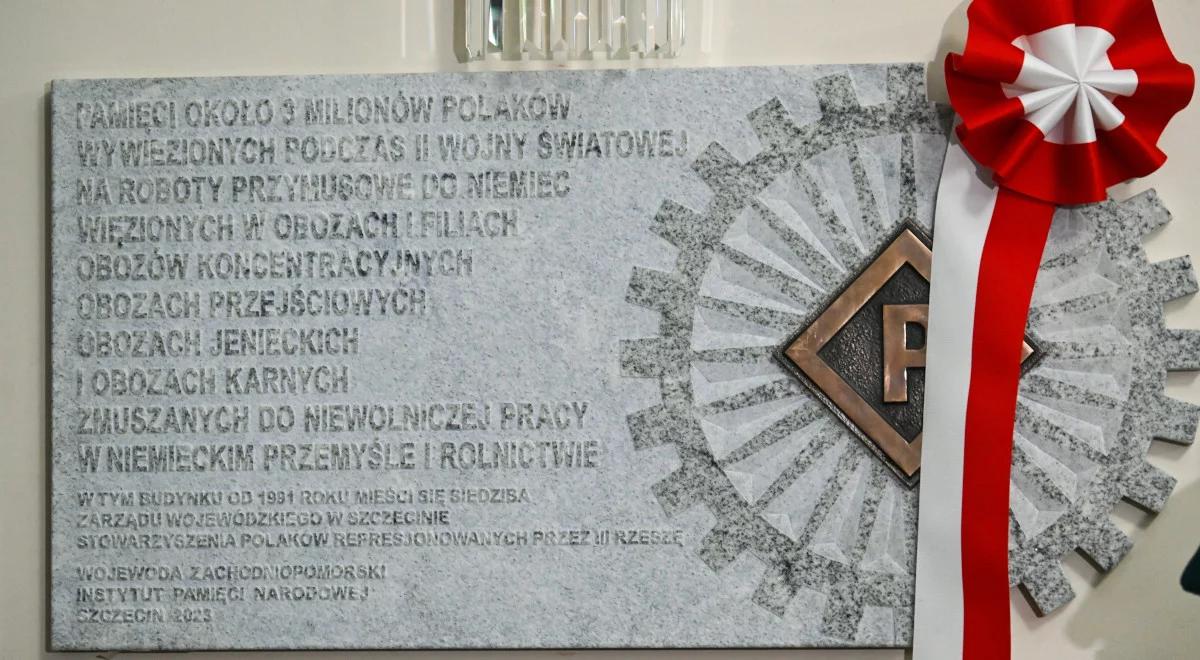 PAMIĘCI OKOŁO 3 MILIONÓW POLAKÓW
WYWIEZIONYCH PODCZAS II WOJNY ŚWIATOWEJ
NA ROBOTY PRZYMUSOWE DO NIEMIEC
WIĘZIONYCH W OBOZACH I FILIACH
OBOZÓW KONCENTRACYJNYCH
OBOZACH PRZEJŚCIOWYCH
OBOZACH JENIECKICH
I OBOZACH KARNYCH
ZMUSZANYCH DO NIEWOLNICZEJ PRACY
W NIEMIECKIM PRZEMYŚLE I ROLNICTWIE
W TYM BUDYNKU OD 1991 ROKU MIEŚCI SIĘ SIEDZIBA
ZARZĄDU WOJEWÓDZKIEGO W SZCZECINIE
STOWARZYSZENIA POLAKÓW REPRESJONOWANYCH PRZEZ III RZESZĘ
WOJEWODA ZACHODNIOPOMORSKI
INSTYTUT PAMIĘCI NARODOWEJ
SZCZECIN 2023
P